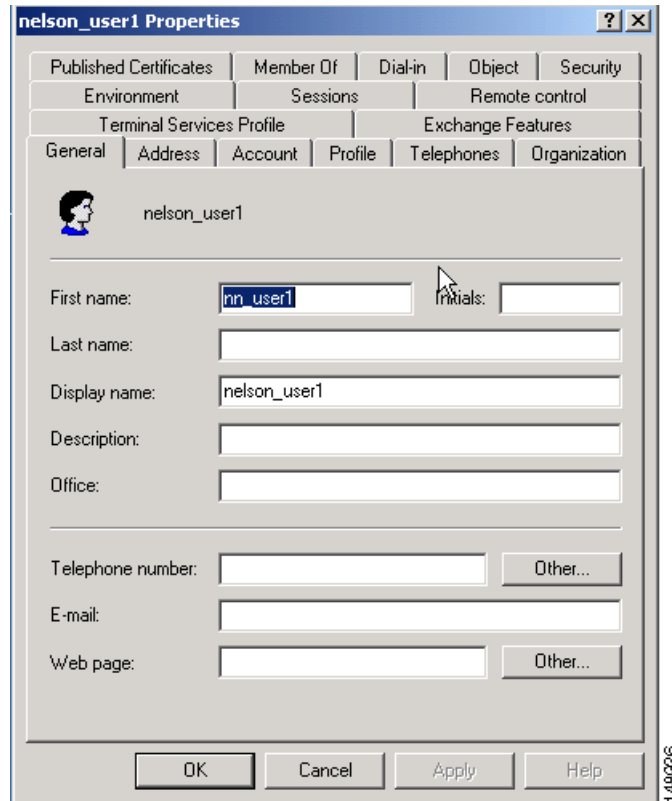 nelson_user1 Properties
Published Certificates Member Of Dial-in Object Security
Environment Sessions Remote control
Terminal Services Profile Exchange Features
General Address Account Profile Telephones Organization
nelson_user1
First name: nn_user1 Initials:
Last name:
Display name: nelson_user1
Description:
Office:
Telephone number: Other...
E-mail:
Web page: Other...
OK Cancel Apply Help